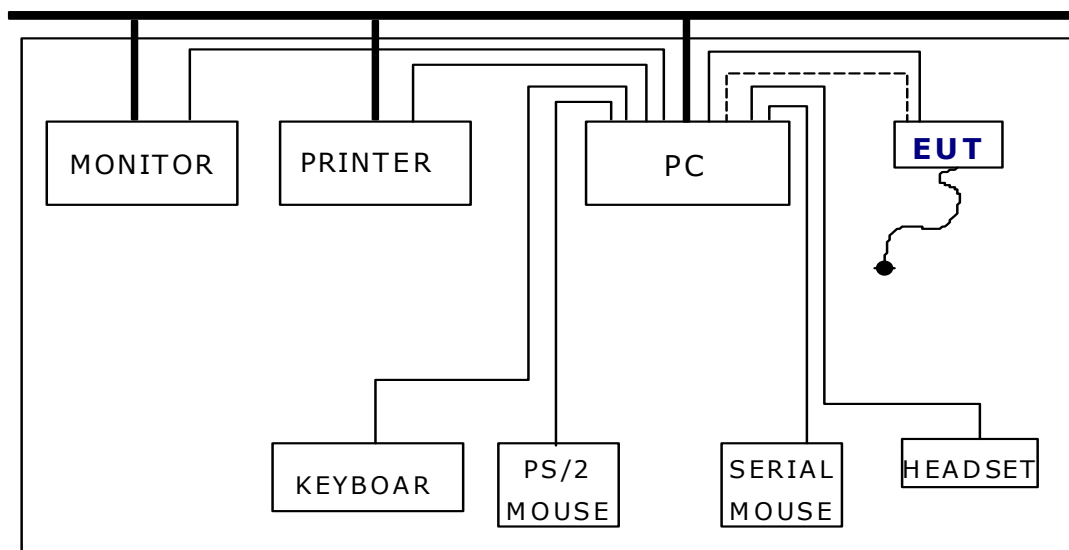 MONITOR
PRINTER
PC
EUT
KEYBOAR
PS/2
MOUSE
SERIAL
MOUSE
HEADSET